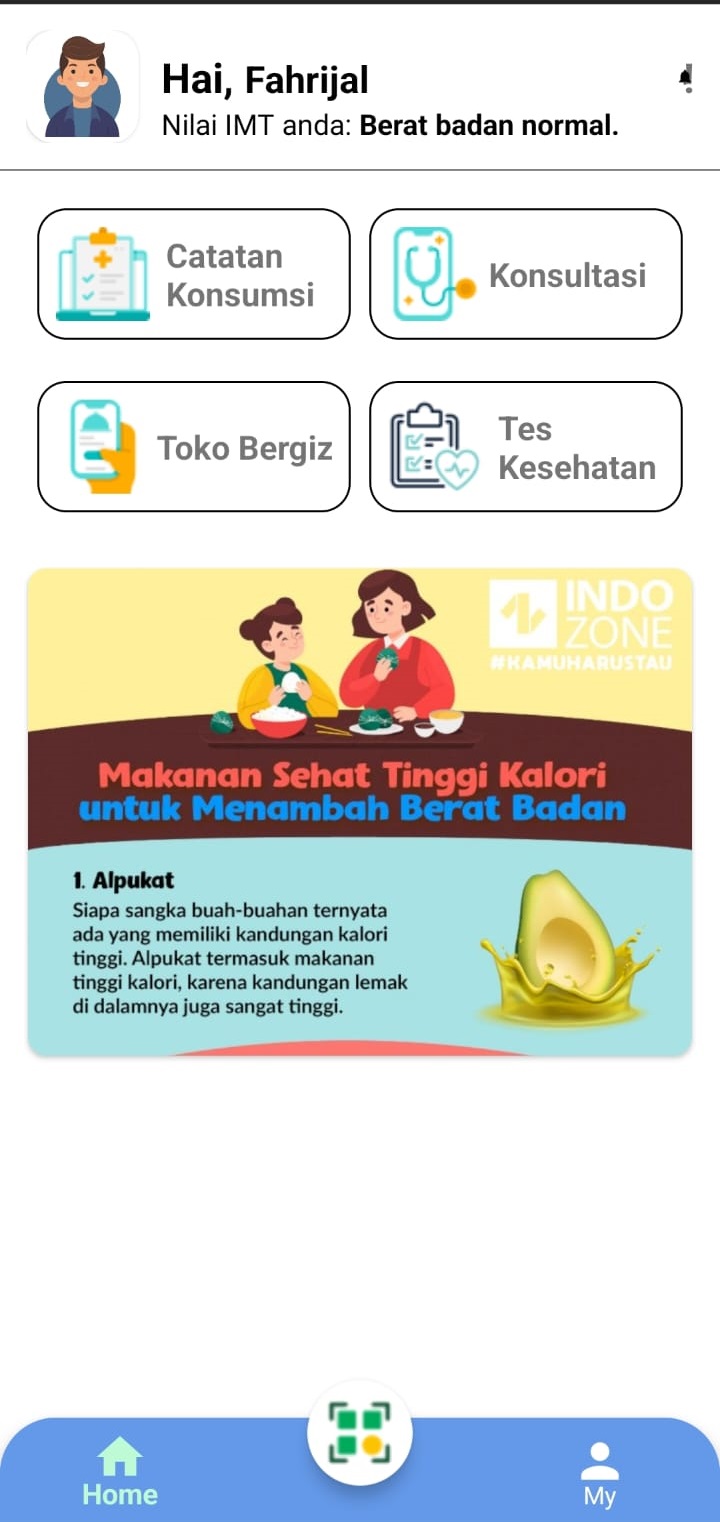 Hai, Fahrijal
Nilai IMT anda: Berat badan normal.
Catatan
Konsumsi
Konsultasi
Toko Bergiz
Tes
Kesehatan
INDO
ZONE
#KAMUHARUSTAU
Makanan Sehat Tinggi Kalori
untuk Menambah Berat Badan
1. Alpukat
Siapa sangka buah-buahan ternyata
ada yang memiliki kandungan kalori
tinggi. Alpukat termasuk makanan
tinggi kalori, karena kandungan lemak
di dalamnya juga sangat tinggi.
Home
My